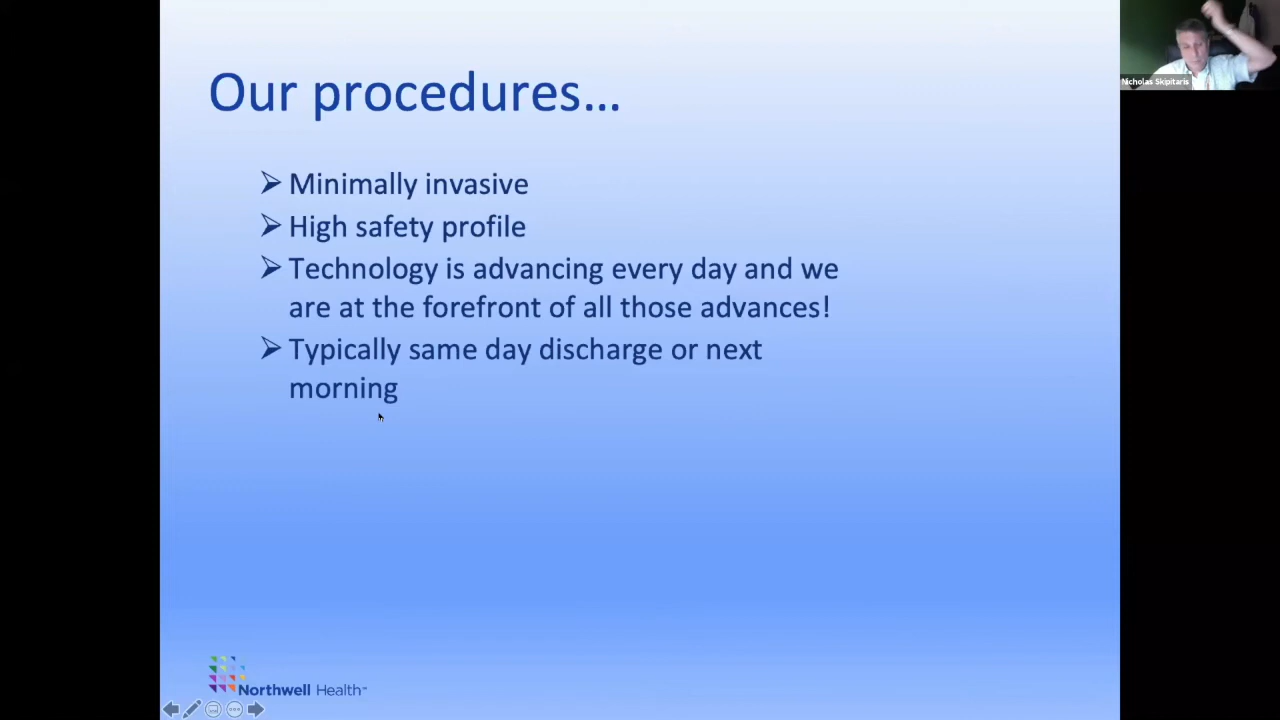 Our procedures...
➢ Minimally invasive
➢ High safety profile
➢ Technology is advancing every day and we
are at the forefront of all those advances!
➢ Typically same day discharge or next
morning
Nicholas Skipitaris
Northwell Health™